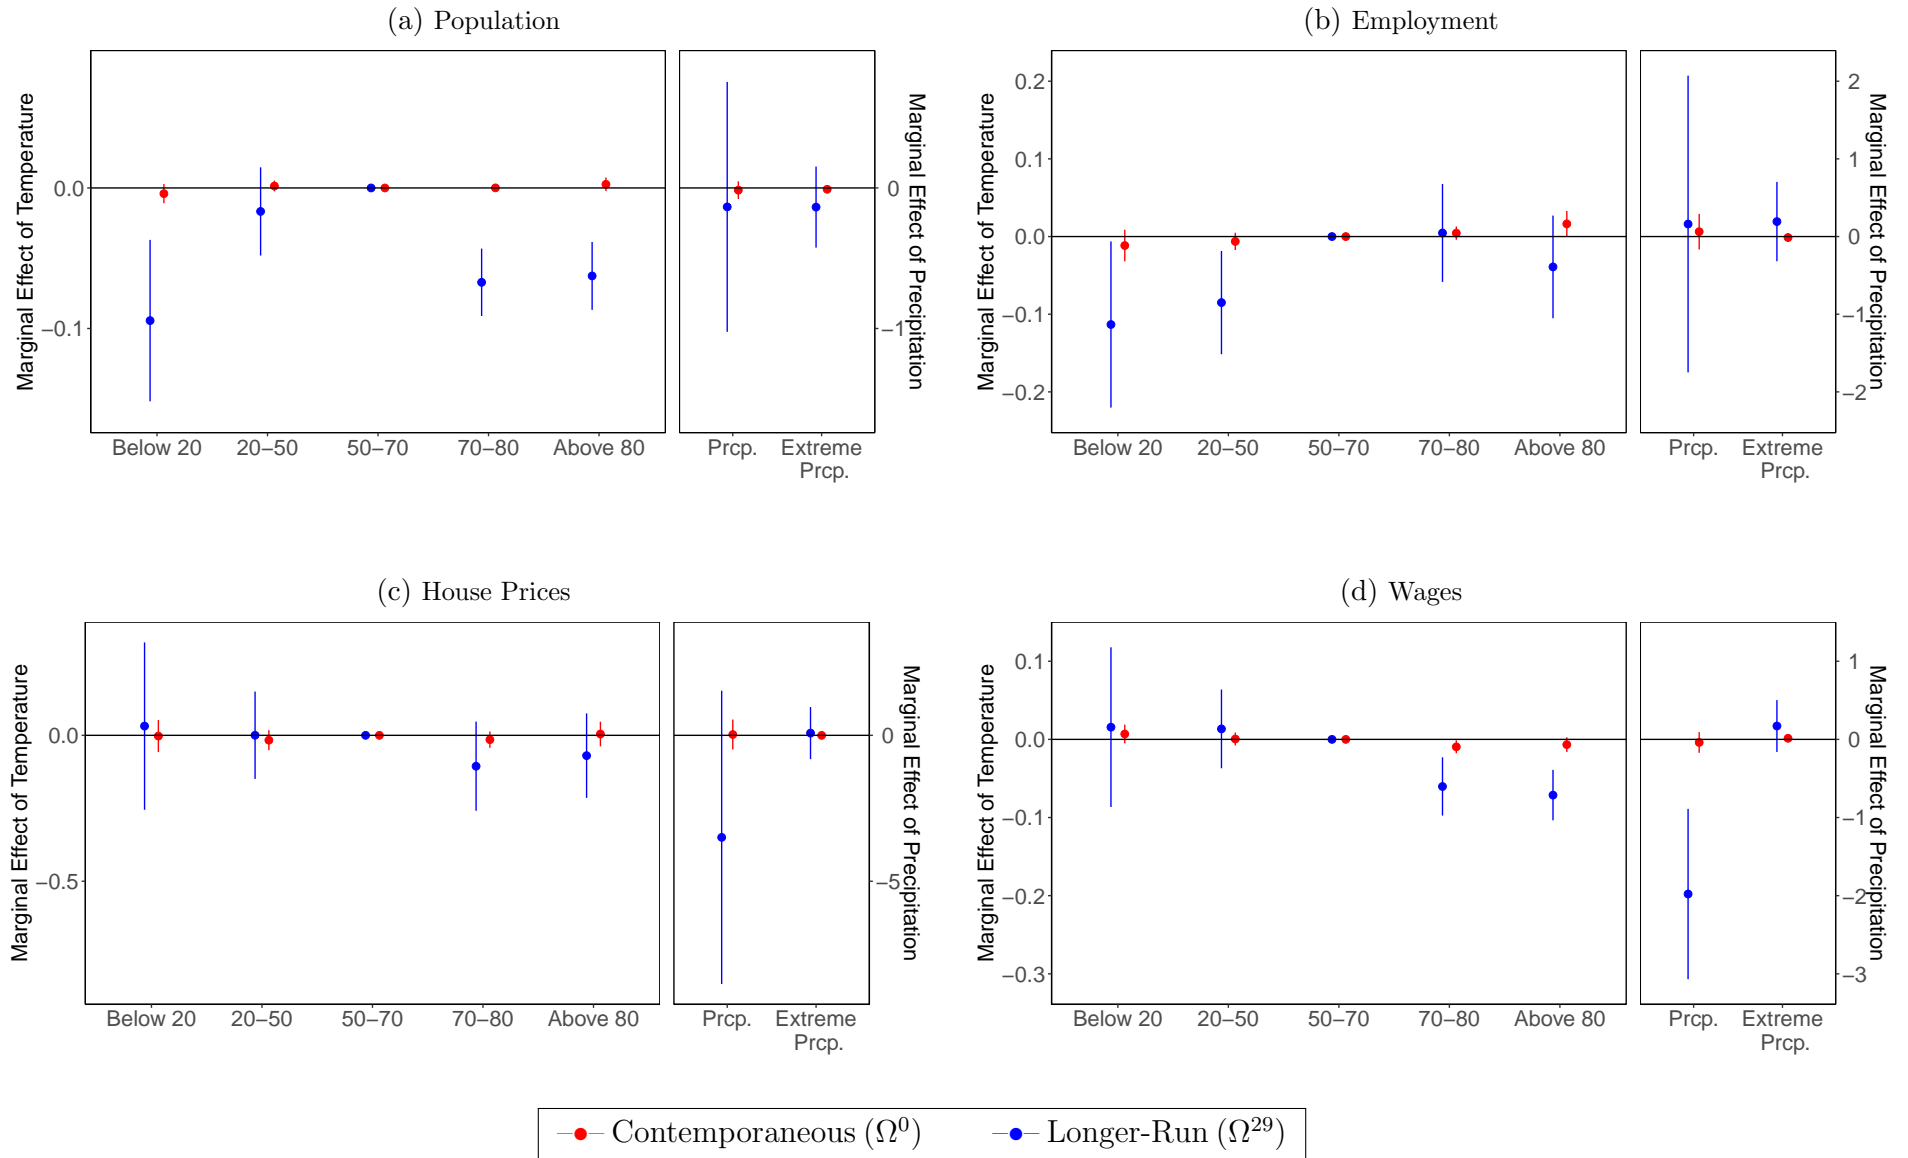 (a) Population
Marginal Effect of Temperature
0.0
−0.1
Below 20
20−50
50−70
70−80
Above 80
Prcp.
Extreme
Prcp.
0
−1
Marginal Effect of Precipitation
(b) Employment
Marginal Effect of Temperature
0.2
0.1
0.0
−0.1
−0.2
Below 20
20−50
50−70
70−80
Above 80
Prcp.
Extreme
Prcp.
2
1
0
−1
−2
Marginal Effect of Precipitation
(c) House Prices
Marginal Effect of Temperature
0.0
−0.5
Below 20
20−50
50−70
70−80
Above 80
Prcp.
Extreme
Prcp.
0
−5
Marginal Effect of Precipitation
(d) Wages
Marginal Effect of Temperature
0.1
0.0
−0.1
−0.2
−0.3
Below 20
20−50
50−70
70−80
Above 80
Prcp.
Extreme
Prcp.
1
0
−1
−2
−3
Marginal Effect of Precipitation
Contemporaneous (Ω⁰)
Longer-Run (Ω²⁹)